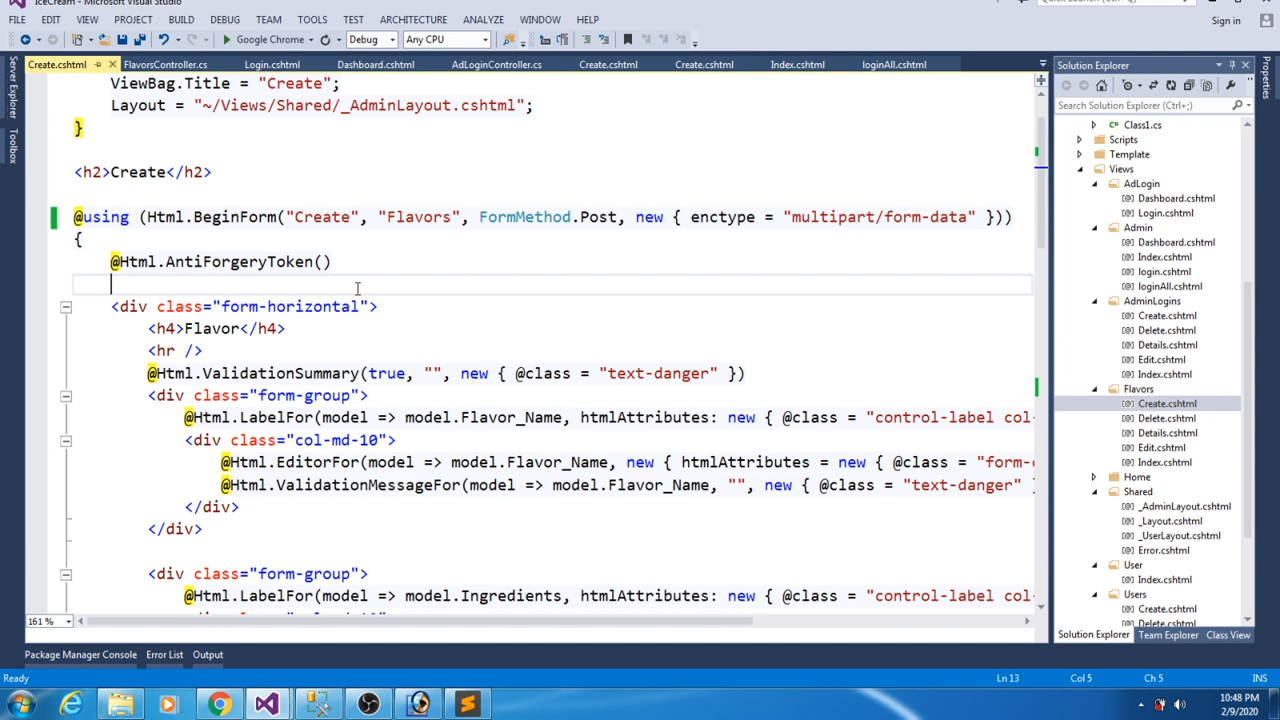 IceCream - Microsoft Visual Studio
Quick Launch (Ctrl+;)
FILE EDIT VIEW PROJECT BUILD DEBUG TEAM TOOLS TEST ARCHITECTURE ANALYZE WINDOW HELP
Sign in
Google Chrome Debug Any CPU
Create.cshtml FlavorsController.cs Login.cshtml Dashboard.cshtml AdLoginController.cs Create.cshtml Create.cshtml Index.cshtml loginAll.cshtml
Server Explorer
Toolbox
ViewBag.Title = "Create";
Layout = "~/Views/Shared/_AdminLayout.cshtml";
}
<h2>Create</h2>
@using (Html.BeginForm("Create", "Flavors", FormMethod.Post, new { enctype = "multipart/form-data" }))
{
@Html.AntiForgeryToken()
<div class="form-horizontal">
<h4>Flavor</h4>
<hr />
@Html.ValidationSummary(true, "", new { @class = "text-danger" })
<div class="form-group">
@Html.LabelFor(model => model.Flavor_Name, htmlAttributes: new { @class = "control-label col-
<div class="col-md-10">
@Html.EditorFor(model => model.Flavor_Name, new { htmlAttributes = new { @class = "form-c
@Html.ValidationMessageFor(model => model.Flavor_Name, "", new { @class = "text-danger" }
</div>
</div>
<div class="form-group">
@Html.LabelFor(model => model.Ingredients, htmlAttributes: new { @class = "control-label col-
161 %
Solution Explorer
Search Solution Explorer (Ctrl+;)
Class1.cs
Scripts
Template
Views
AdLogin
Dashboard.cshtml
Login.cshtml
Admin
Dashboard.cshtml
Index.cshtml
login.cshtml
loginAll.cshtml
AdminLogins
Create.cshtml
Delete.cshtml
Details.cshtml
Edit.cshtml
Index.cshtml
Flavors
Create.cshtml
Delete.cshtml
Details.cshtml
Edit.cshtml
Index.cshtml
Home
Shared
_AdminLayout.cshtml
_Layout.cshtml
_UserLayout.cshtml
Error.cshtml
User
Index.cshtml
Users
Create.cshtml
Delete.cshtml
Solution Explorer Team Explorer Class View
Properties
Package Manager Console Error List Output
Ready Ln 13 Col 5 Ch 5 INS
10:48 PM
2/9/2020